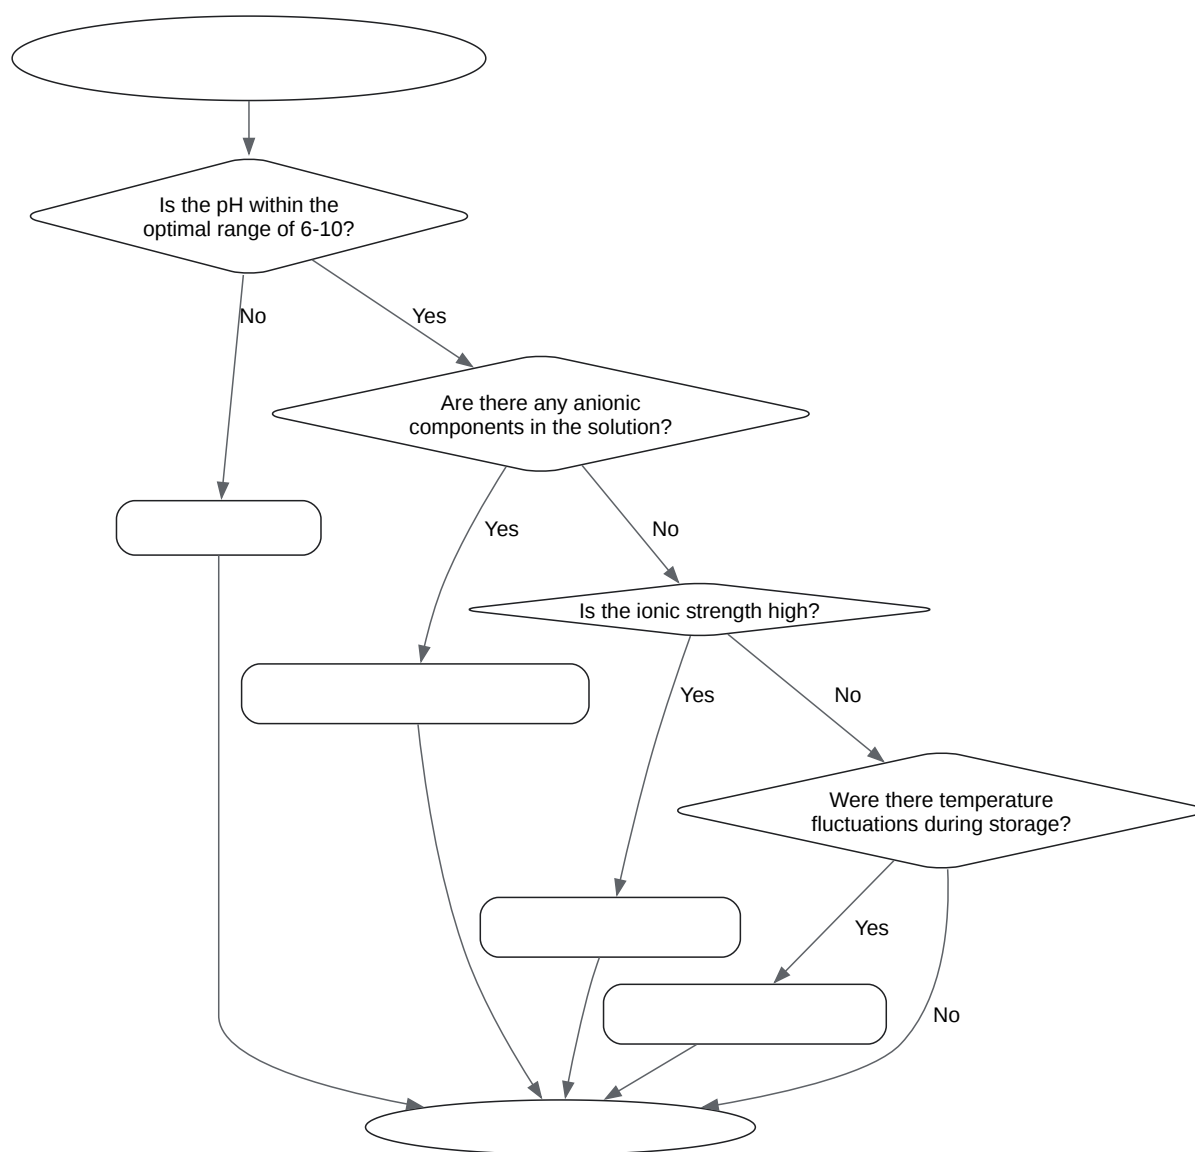 Is the pH within the
optimal range of 6-10?
No
Yes
Are there any anionic
components in the solution?
Yes
No
Is the ionic strength high?
Yes
No
Were there temperature
fluctuations during storage?
Yes
No